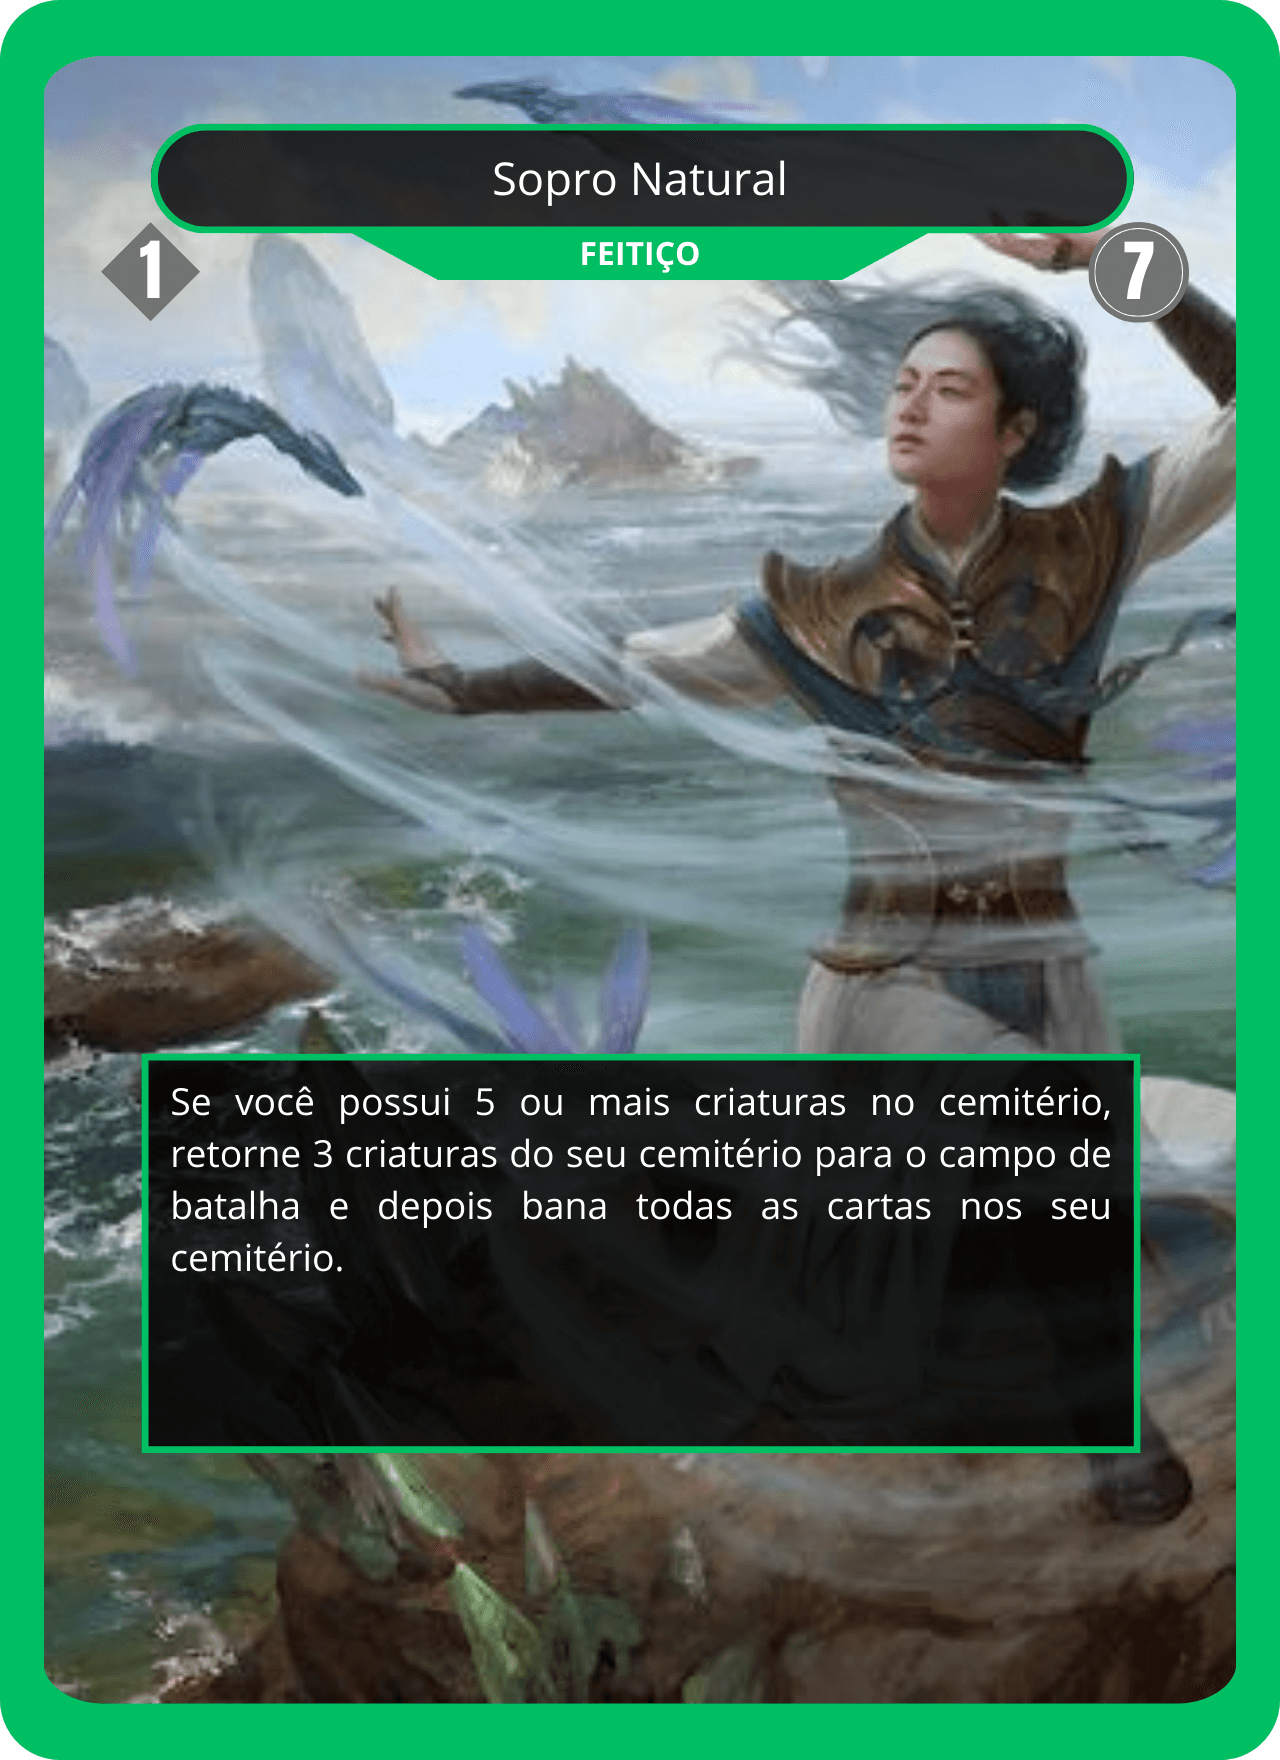 Sopro Natural
FEITIÇO
1
7
Se você possui 5 ou mais criaturas no cemitério,
retorne 3 criaturas do seu cemitério para o campo de
batalha e depois bana todas as cartas nos seu
cemitério.